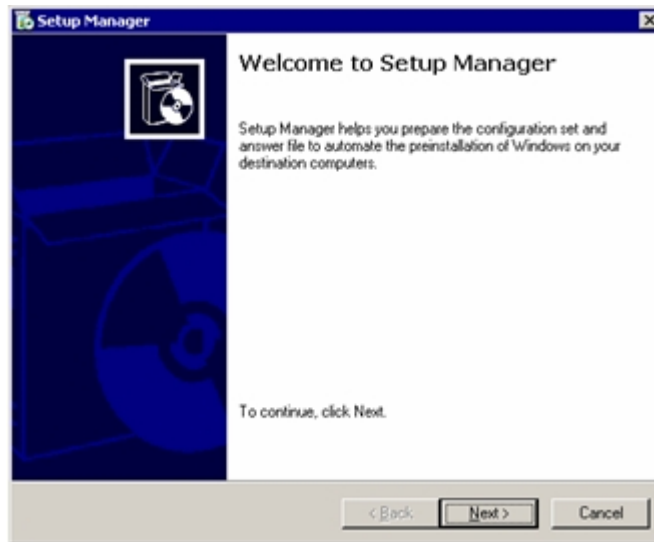 Setup Manager
Welcome to Setup Manager
Setup Manager helps you prepare the configuration set and
answer file to automate the preinstallation of Windows on your
destination computers.
To continue, click Next.
< Back
Next >
Cancel